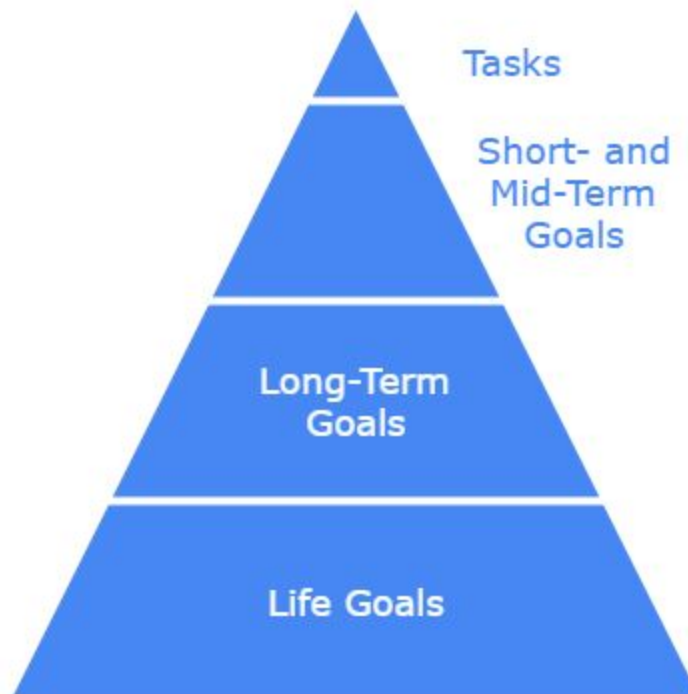 Tasks
Short- and
Mid-Term
Goals
Long-Term
Goals
Life Goals